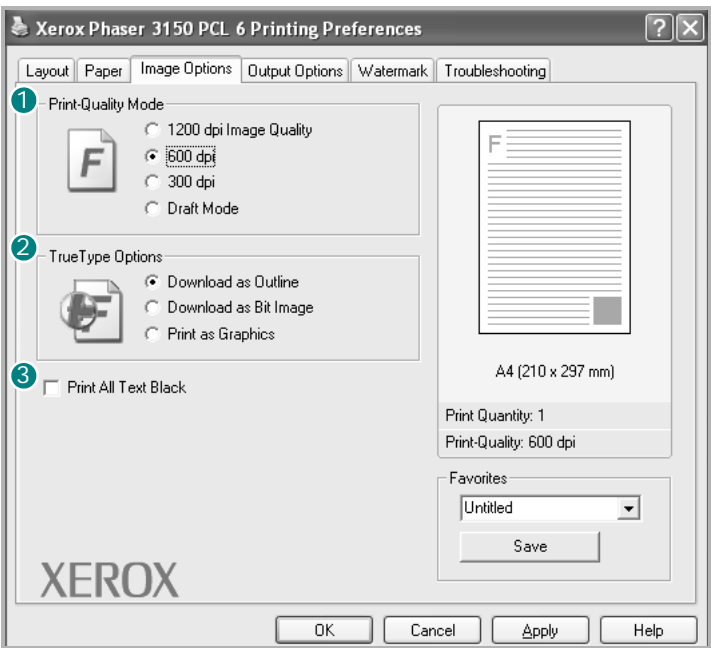 Xerox Phaser 3150 PCL 6 Printing Preferences
Layout Paper Image Options Output Options Watermark Troubleshooting
1
Print-Quality Mode
F
1200 dpi Image Quality
600 dpi
300 dpi
Draft Mode
2
TrueType Options
F
Download as Outline
Download as Bit Image
Print as Graphics
3
Print All Text Black
F
A4 (210 x 297 mm)
Print Quantity: 1
Print-Quality: 600 dpi
Favorites
Untitled
Save
XEROX
OK Cancel Apply Help